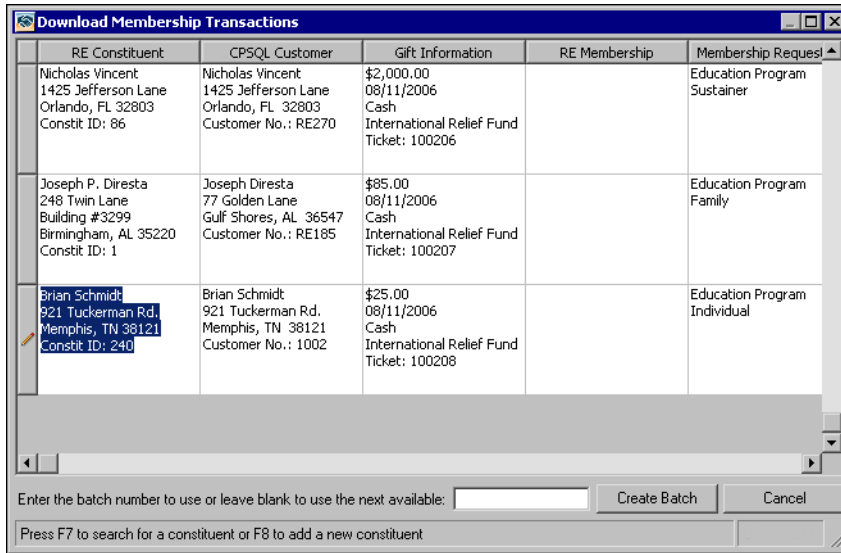 Download Membership Transactions
RE Constituent
CPSQL Customer
Gift Information
RE Membership
Membership Request
Nicholas Vincent
1425 Jefferson Lane
Orlando, FL 32803
Constit ID: 86
Nicholas Vincent
1425 Jefferson Lane
Orlando, FL 32803
Customer No.: RE270
$2,000.00
08/11/2006
Cash
International Relief Fund
Ticket: 100206
Education Program
Sustainer
Joseph P. Diresta
248 Twin Lane
Building #3299
Birmingham, AL 35220
Constit ID: 1
Joseph Diresta
77 Golden Lane
Gulf Shores, AL 36547
Customer No.: RE185
$85.00
08/11/2006
Cash
International Relief Fund
Ticket: 100207
Education Program
Family
Brian Schmidt
921 Tuckerman Rd.
Memphis, TN 38121
Constit ID: 240
Brian Schmidt
921 Tuckerman Rd.
Memphis, TN 38121
Customer No.: 1002
$25.00
08/11/2006
Cash
International Relief Fund
Ticket: 100208
Education Program
Individual
Enter the batch number to use or leave blank to use the next available:
Create Batch
Cancel
Press F7 to search for a constituent or F8 to add a new constituent